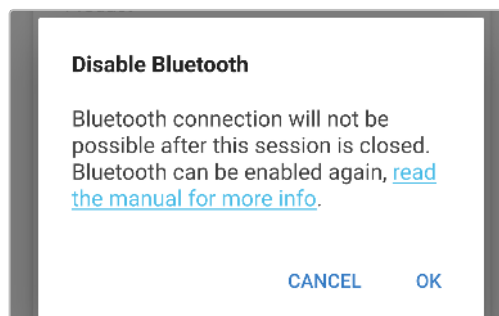 Disable Bluetooth
Bluetooth connection will not be
possible after this session is closed.
Bluetooth can be enabled again, read
the manual for more info.
CANCEL OK